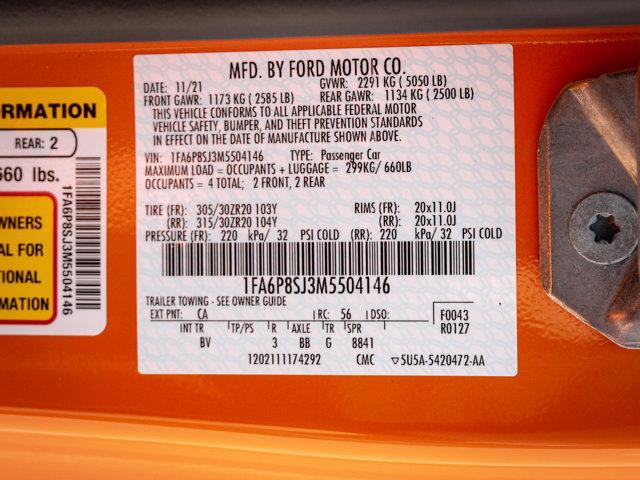 MFD. BY FORD MOTOR CO.
DATE: 11/21 GVWR: 2291 KG ( 5050 LB)
FRONT GAWR: 1173 KG ( 2585 LB) REAR GAWR: 1134 KG ( 2500 LB)
THIS VEHICLE CONFORMS TO ALL APPLICABLE FEDERAL MOTOR
VEHICLE SAFETY, BUMPER, AND THEFT PREVENTION STANDARDS
IN EFFECT ON THE DATE OF MANUFACTURE SHOWN ABOVE.
VIN: 1FA6P8SJ3M5504146 TYPE: Passenger Car
MAXIMUM LOAD = OCCUPANTS + LUGGAGE = 299KG/ 660LB
OCCUPANTS = 4 TOTAL; 2 FRONT, 2 REAR
TIRE (FR): 305/30ZR20 103Y RIMS (FR): 20x11.0J
(RR): 315/30ZR20 104Y (RR): 20x11.0J
PRESSURE (FR): 220 kPa/ 32 PSI COLD (RR): 220 kPa/ 32 PSI COLD
1FA6P8SJ3M5504146
TRAILER TOWING - SEE OWNER GUIDE
EXT PNT: CA RC: 56 DSO: F0043
R0127
INT TR TP/PS R AXLE TR SPR
BV 3 BB G 8841
1202111174292 CMC ▽5U5A-5420472-AA
ORMATION
REAR: 2
660 lbs.
WNERS
AL FOR
TIONAL
MATION
1FA6P8SJ3M5504146